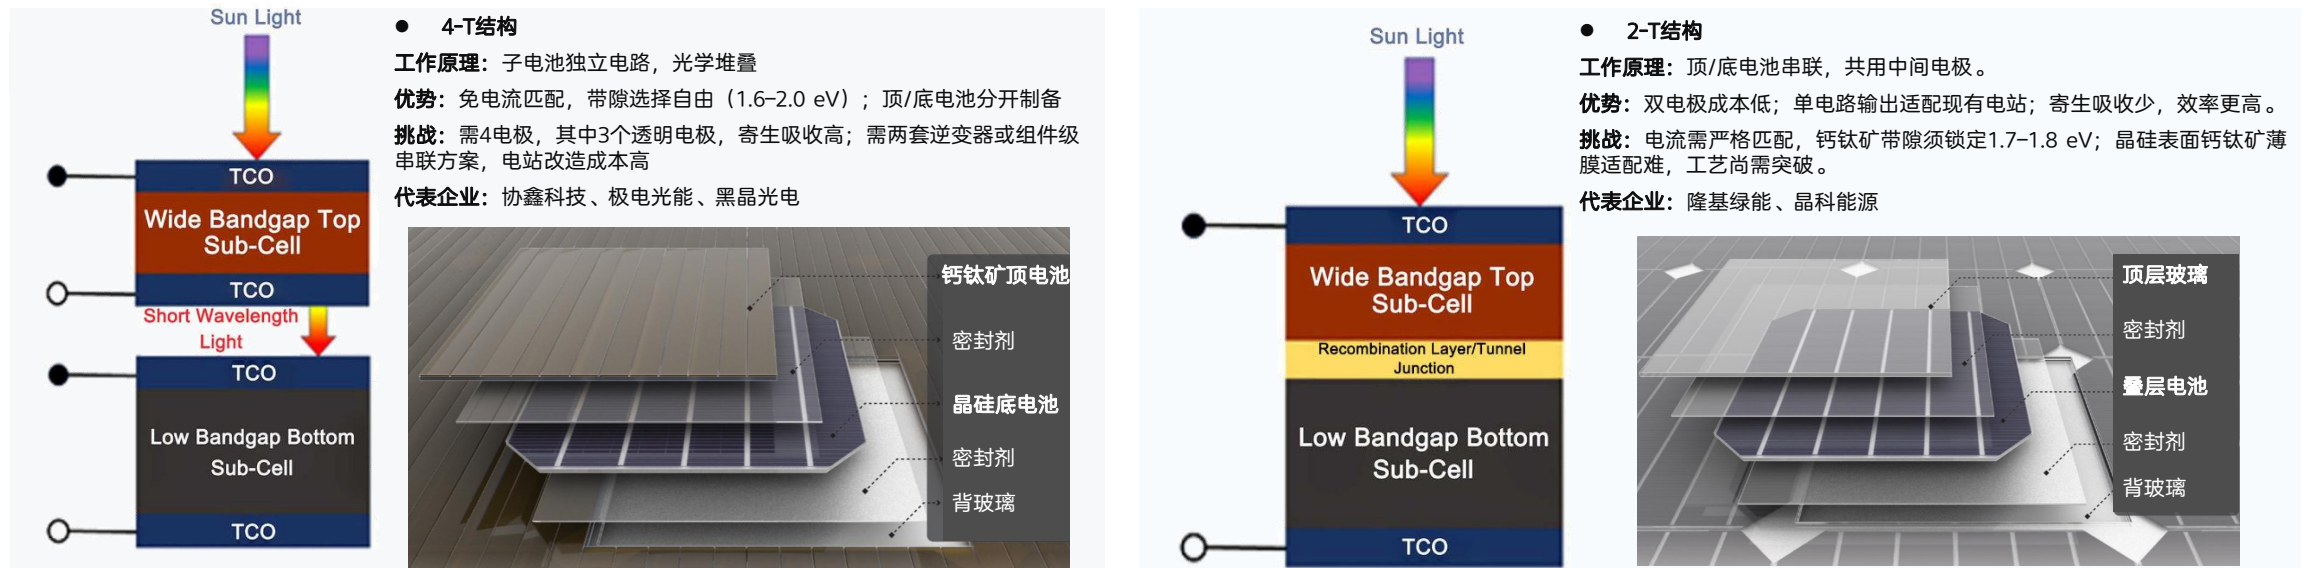 Sun Light
TCO
Wide Bandgap Top
Sub-Cell
TCO
Short Wavelength
Light
TCO
Low Bandgap Bottom
Sub-Cell
TCO
● 4-T结构
工作原理：子电池独立电路，光学堆叠
优势：免电流匹配，带隙选择自由（1.6–2.0 eV）；顶/底电池分开制备
挑战：需4电极，其中3个透明电极，寄生吸收高；需两套逆变器或组件级
串联方案，电站改造成本高
代表企业：协鑫科技、极电光能、黑晶光电
钙钛矿顶电池
密封剂
晶硅底电池
密封剂
背玻璃
Sun Light
TCO
Wide Bandgap Top
Sub-Cell
Recombination Layer/Tunnel
Junction
Low Bandgap Bottom
Sub-Cell
TCO
● 2-T结构
工作原理：顶/底电池串联，共用中间电极。
优势：双电极成本低；单电路输出适配现有电站；寄生吸收少，效率更高。
挑战：电流需严格匹配，钙钛矿带隙须锁定1.7–1.8 eV；晶硅表面钙钛矿薄
膜适配难，工艺尚需突破。
代表企业：隆基绿能、晶科能源
顶层玻璃
密封剂
叠层电池
密封剂
背玻璃